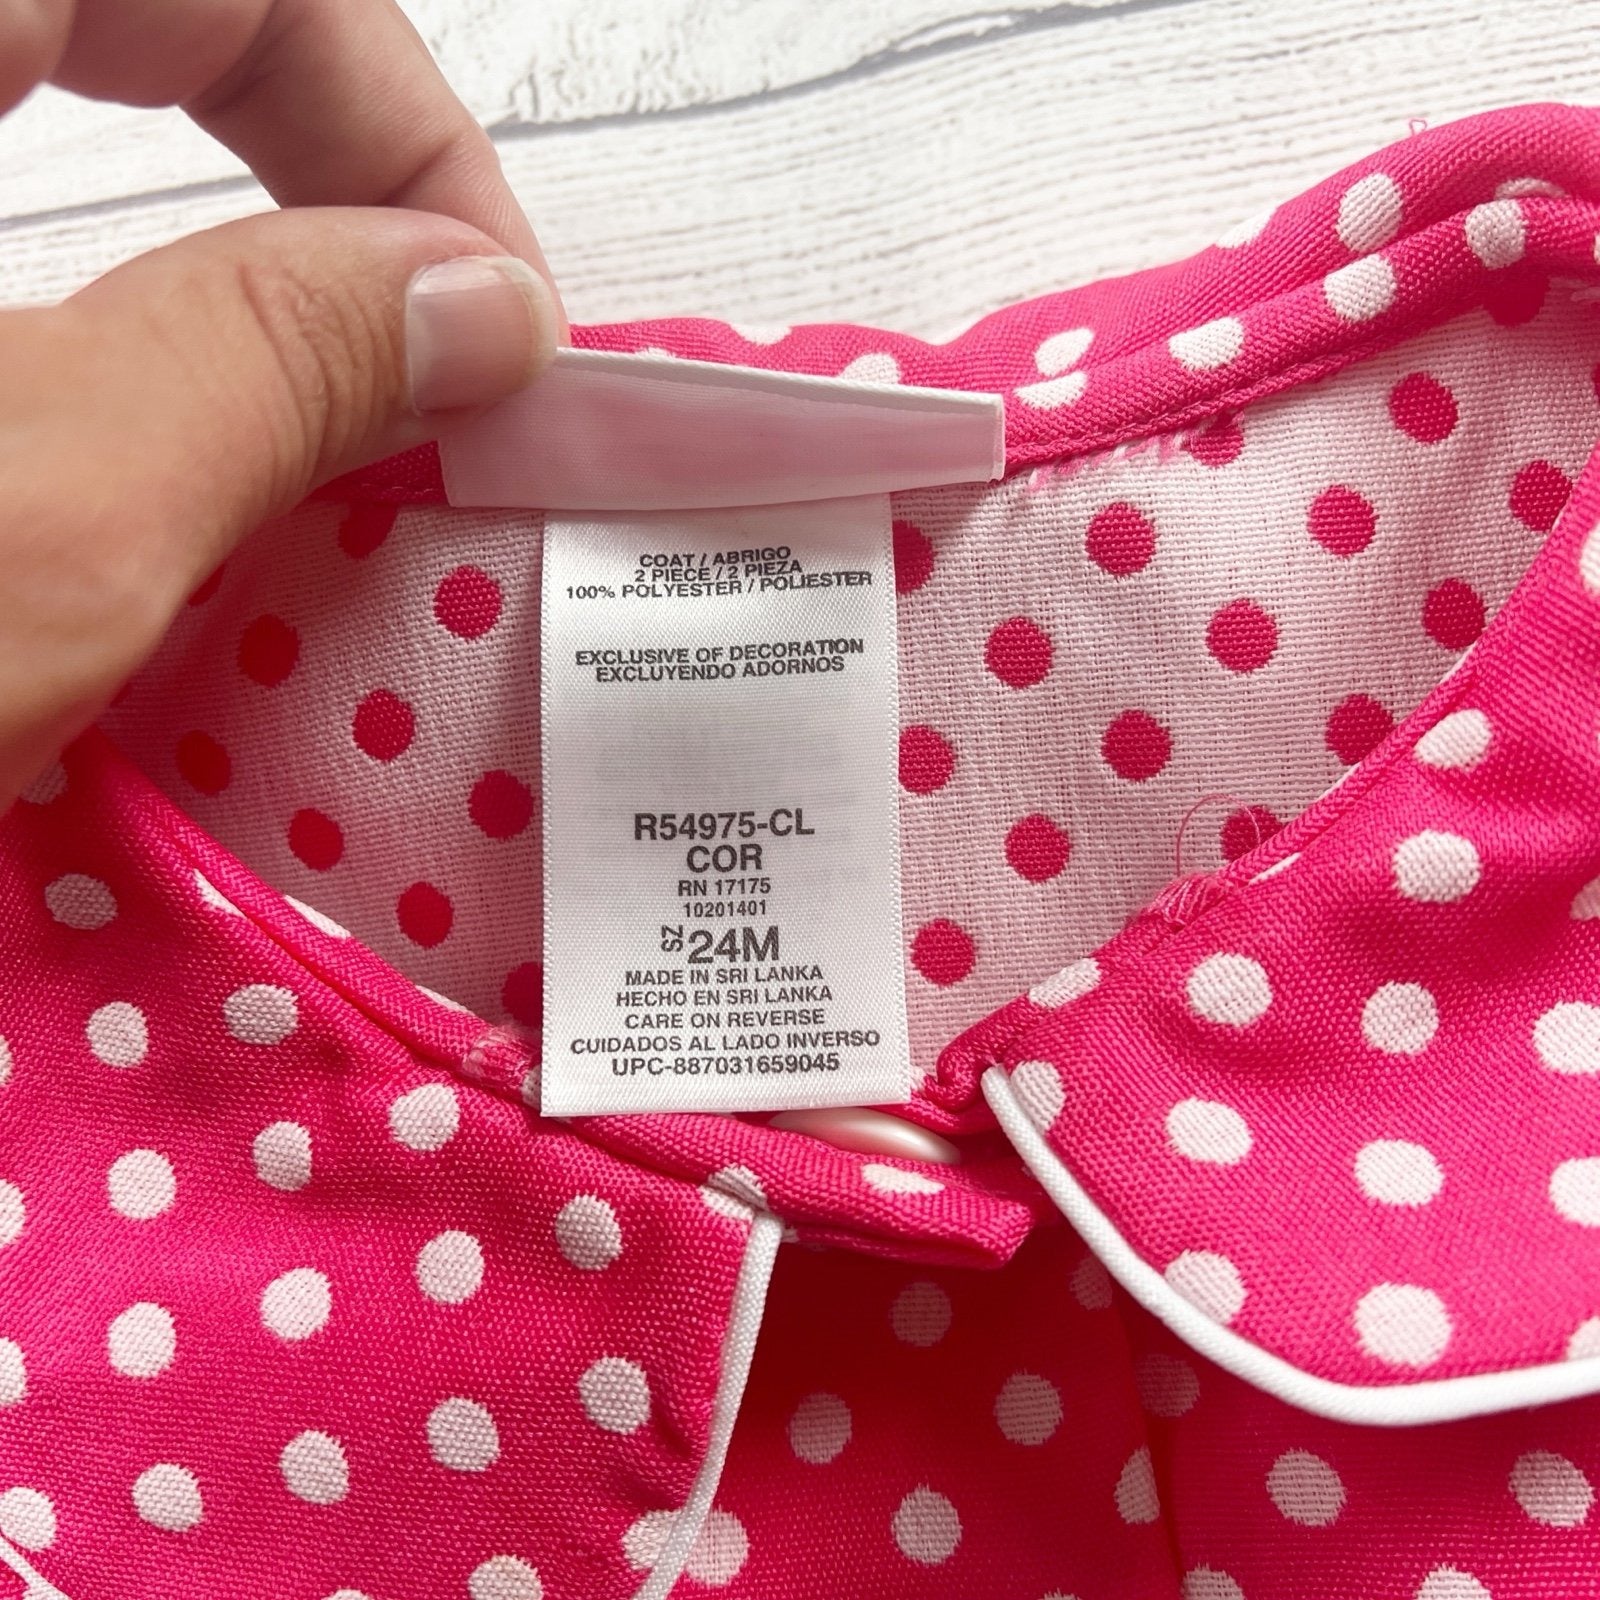 COAT / ABRIGO
2 PIECE / 2 PIEZA
100% POLYESTER / POLIESTER
EXCLUSIVE OF DECORATION
EXCLUYENDO ADORNOS
R54975-CL
COR
RN 17175
10201401
SZ 24M
MADE IN SRI LANKA
HECHO EN SRI LANKA
CARE ON REVERSE
CUIDADOS AL LADO INVERSO
UPC-887031659045